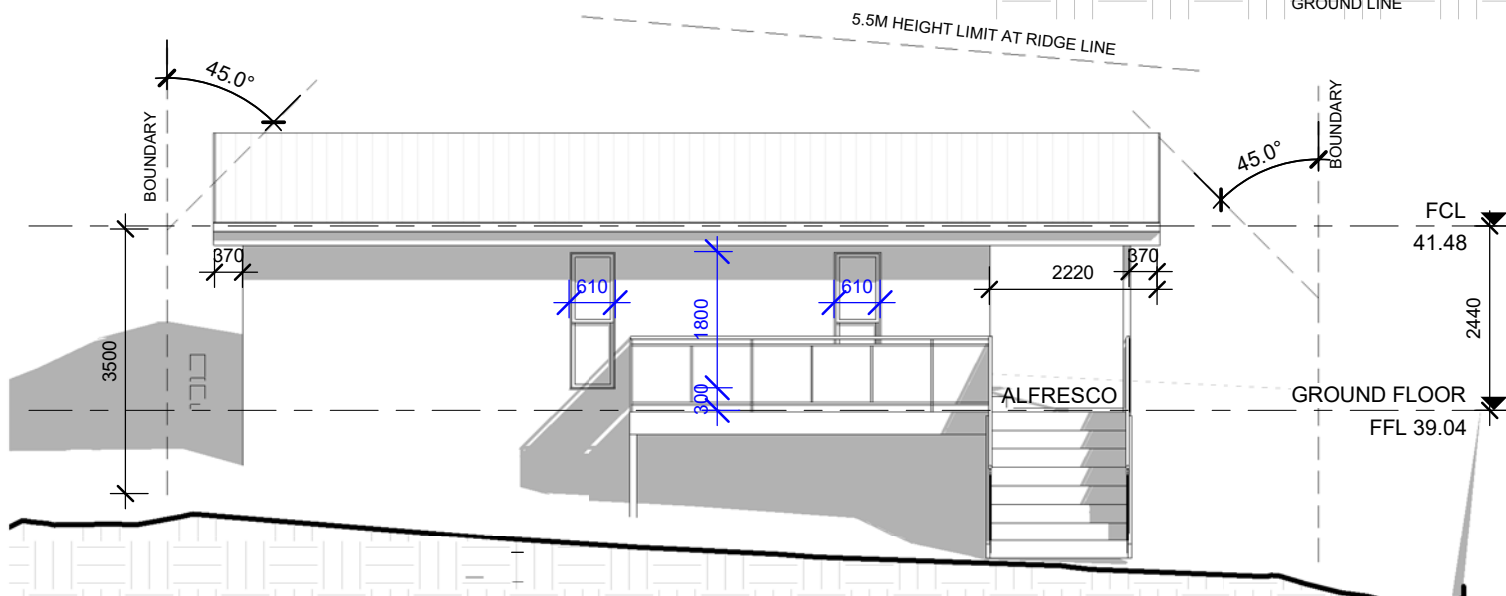 GROUND LINE
5.5M HEIGHT LIMIT AT RIDGE LINE
45.0°
BOUNDARY
45.0°
BOUNDARY
FCL
41.48
370
610
1800
610
2220
370
2440
3500
300
ALFRESCO
GROUND FLOOR
FFL 39.04